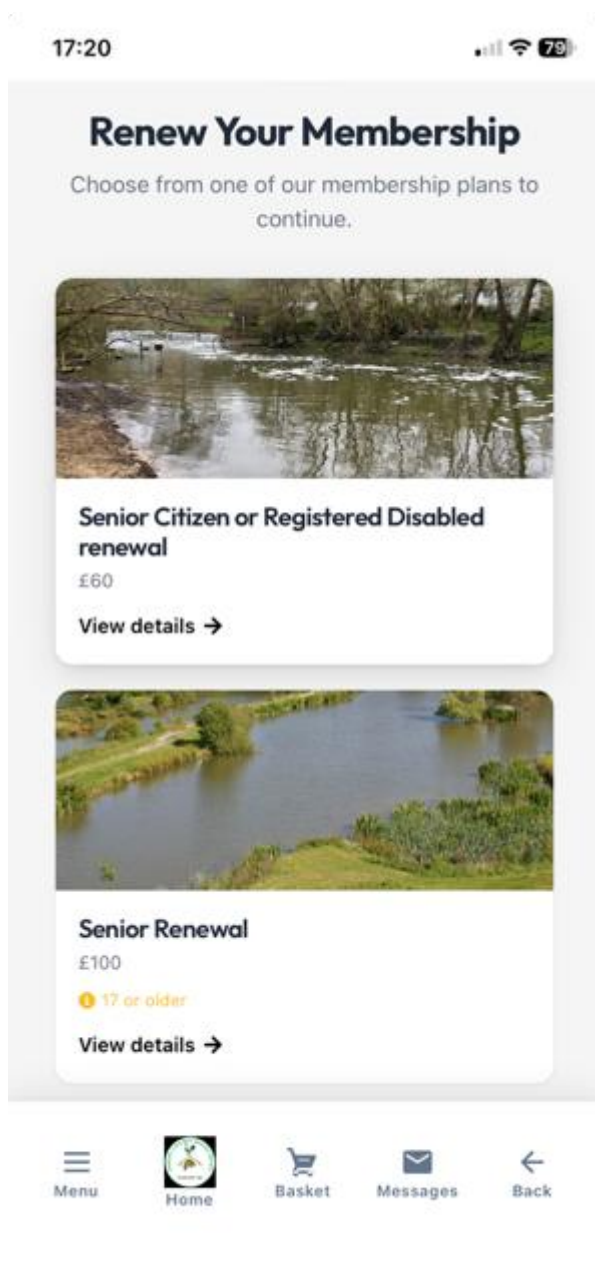 17:20
79
Renew Your Membership
Choose from one of our membership plans to
continue.
Senior Citizen or Registered Disabled
renewal
£60
View details →
Senior Renewal
£100
17 or older
View details →
Menu
Home
Basket
Messages
Back